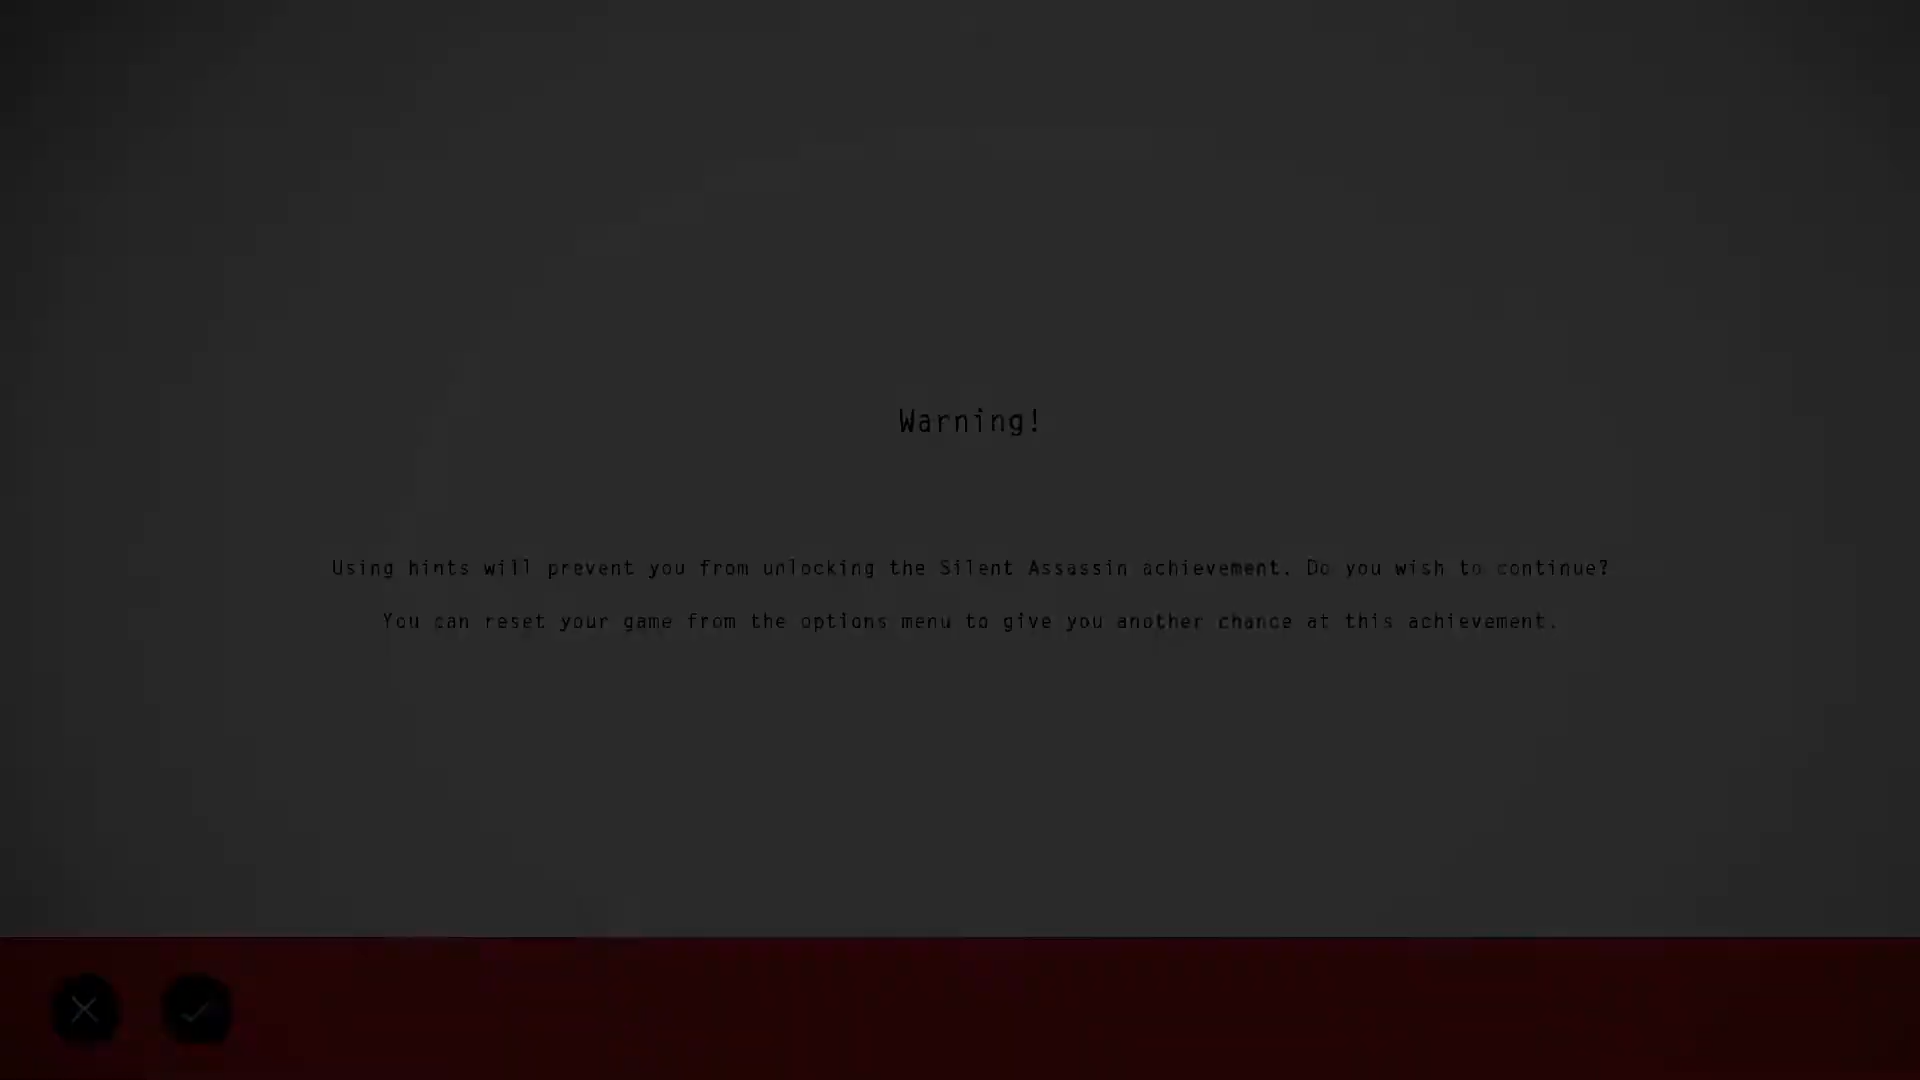 Warning!
Using hints will prevent you from unlocking the Silent Assassin achievement. Do you wish to continue?
You can reset your game from the options menu to give you another chance at this achievement.